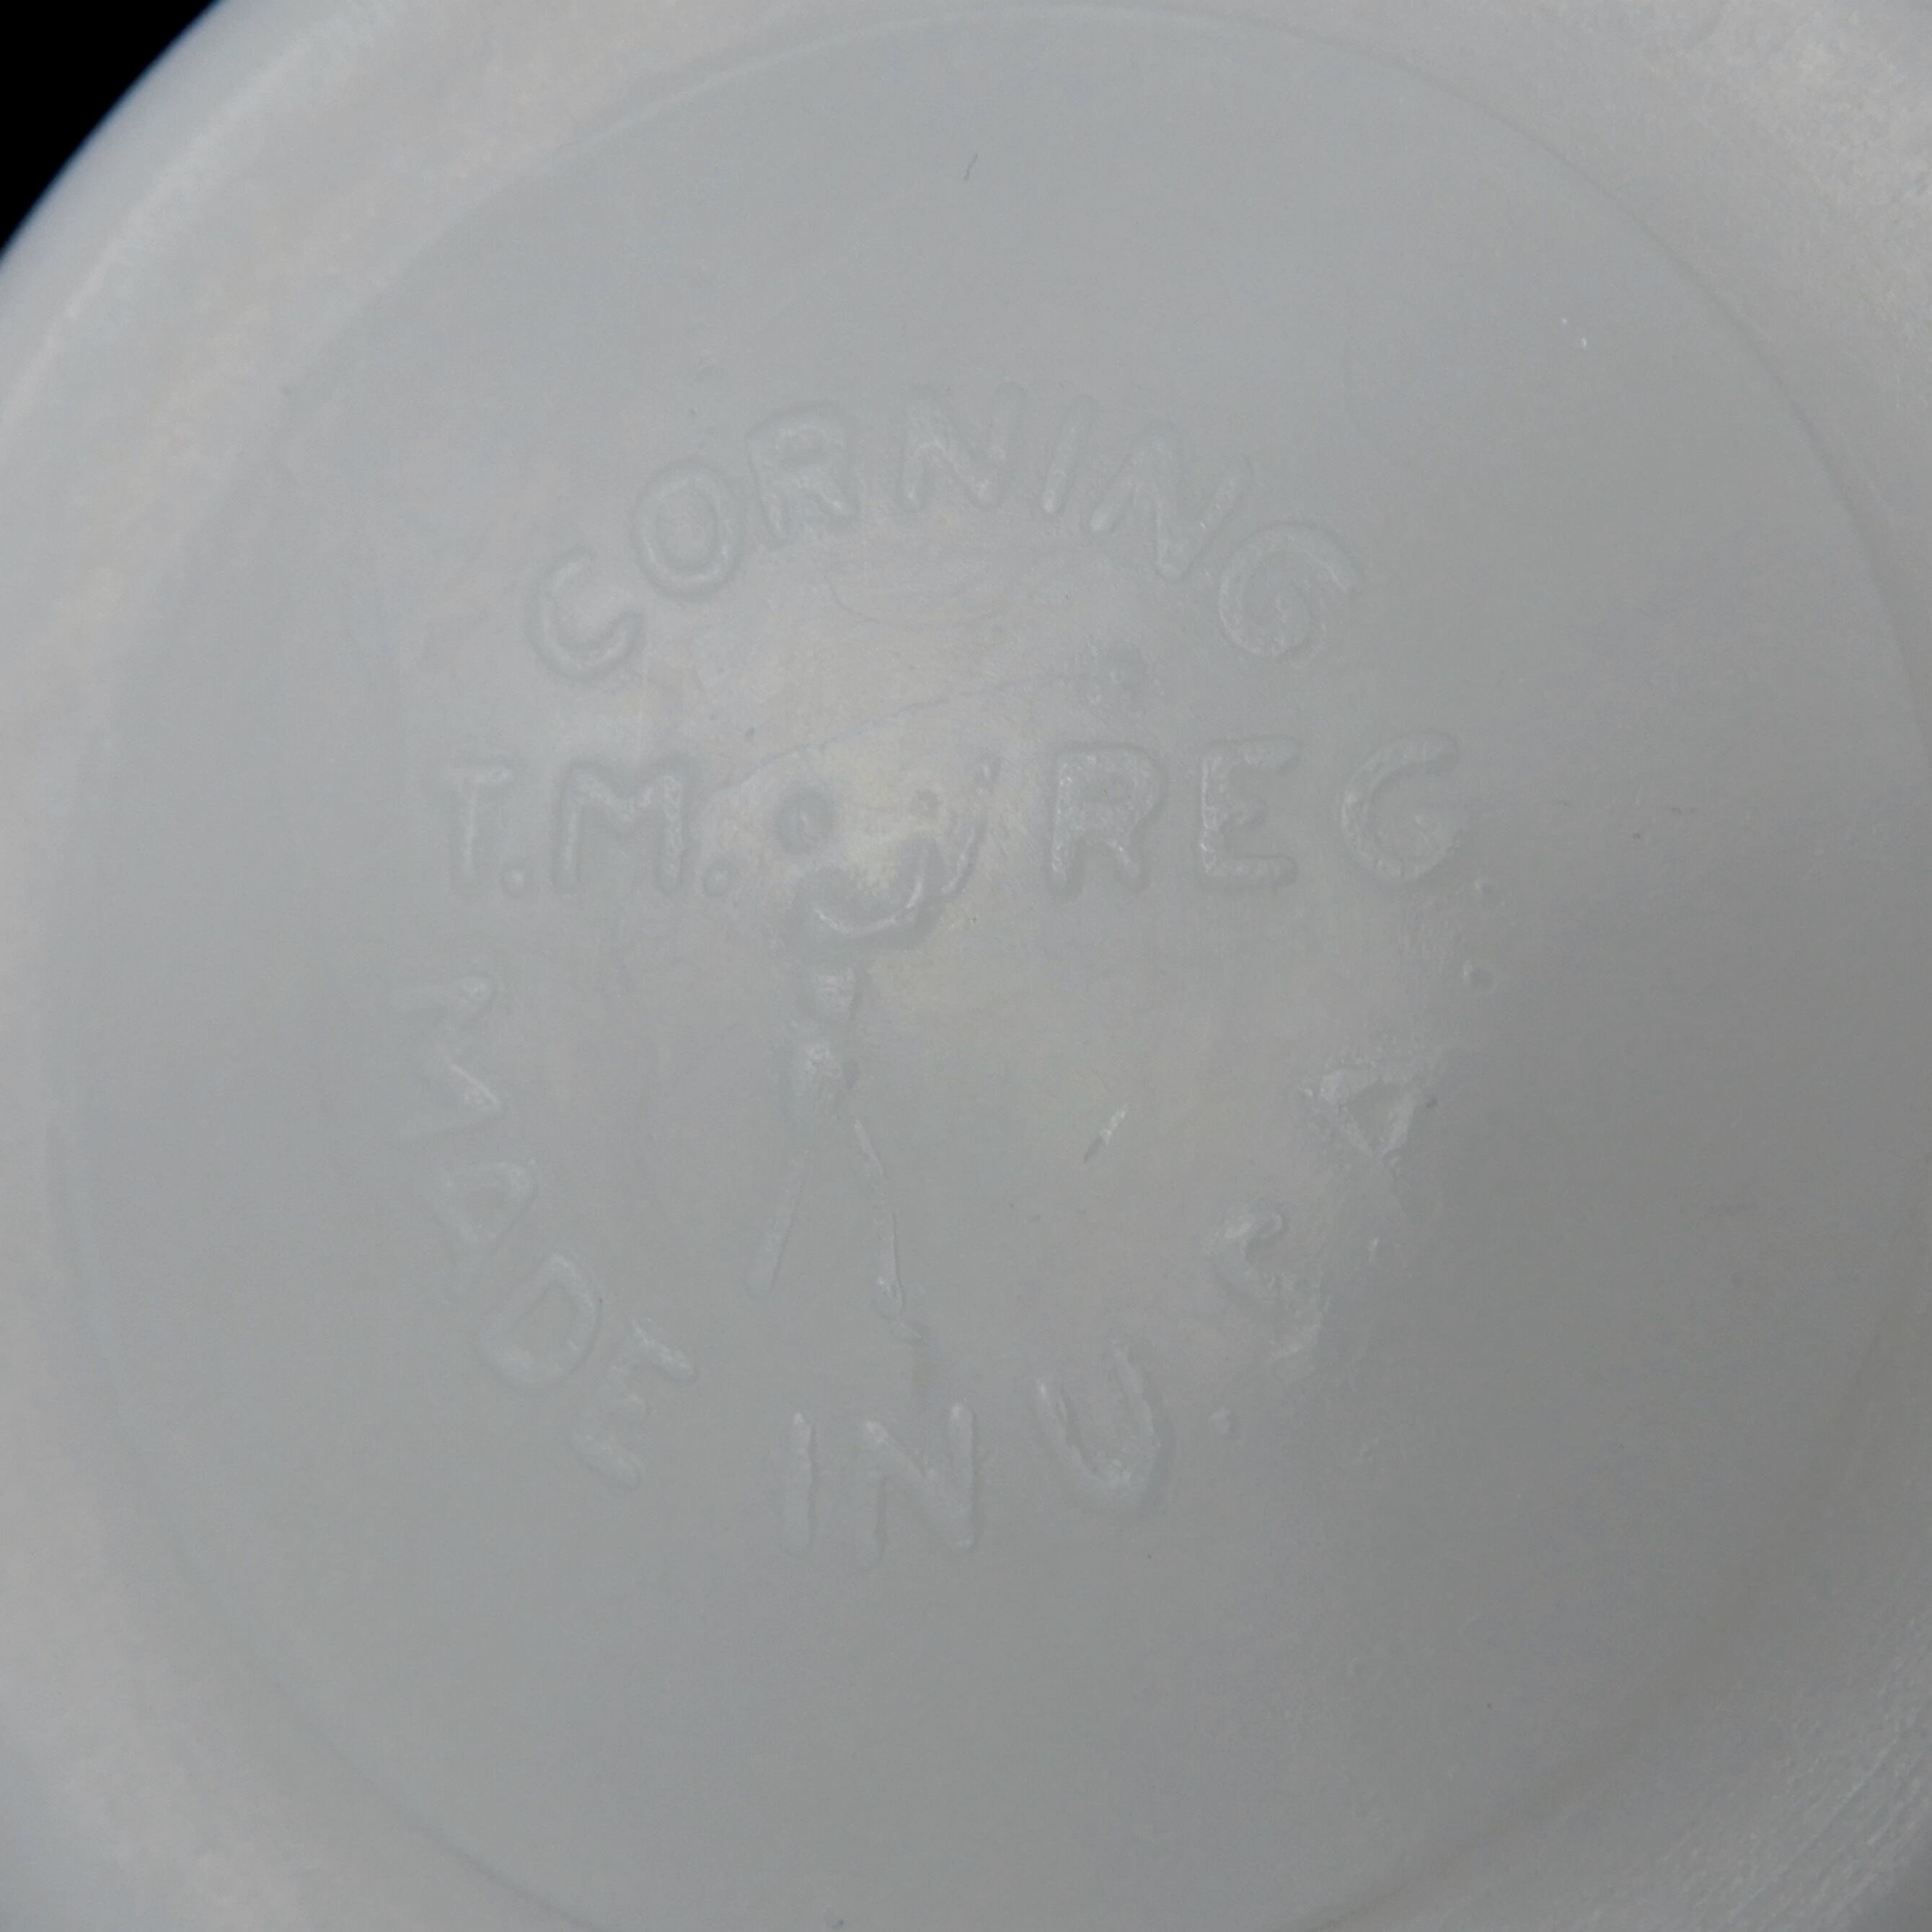 CORNING
T.M. REG.
MADE IN U.S.A.